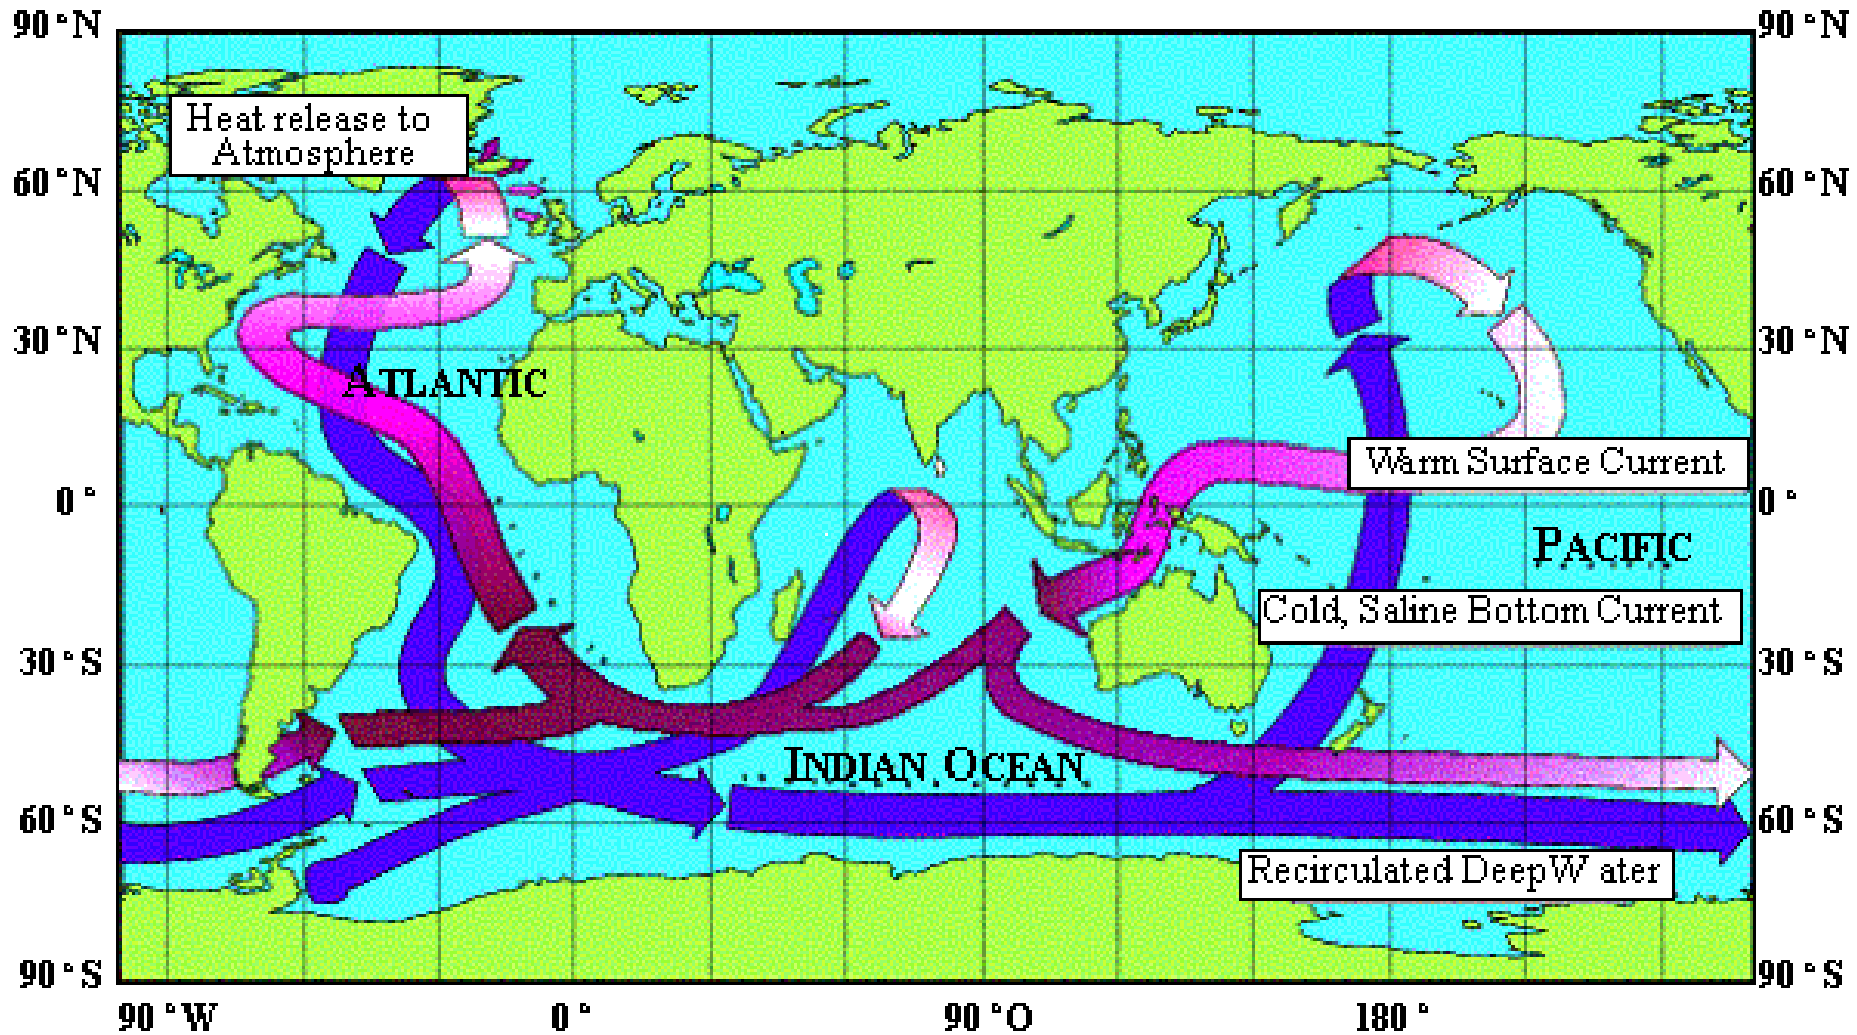 90°N
90°N
Heat release to
Atmosphere
60°N
60°N
30°N
30°N
ATLANTIC
Warm Surface Current
0°
0°
PACIFIC
Cold, Saline Bottom Current
30°S
30°S
INDIAN OCEAN
60°S
60°S
Recirculated DeepW ater
90°S
90°S
90°W
0°
90°O
180°